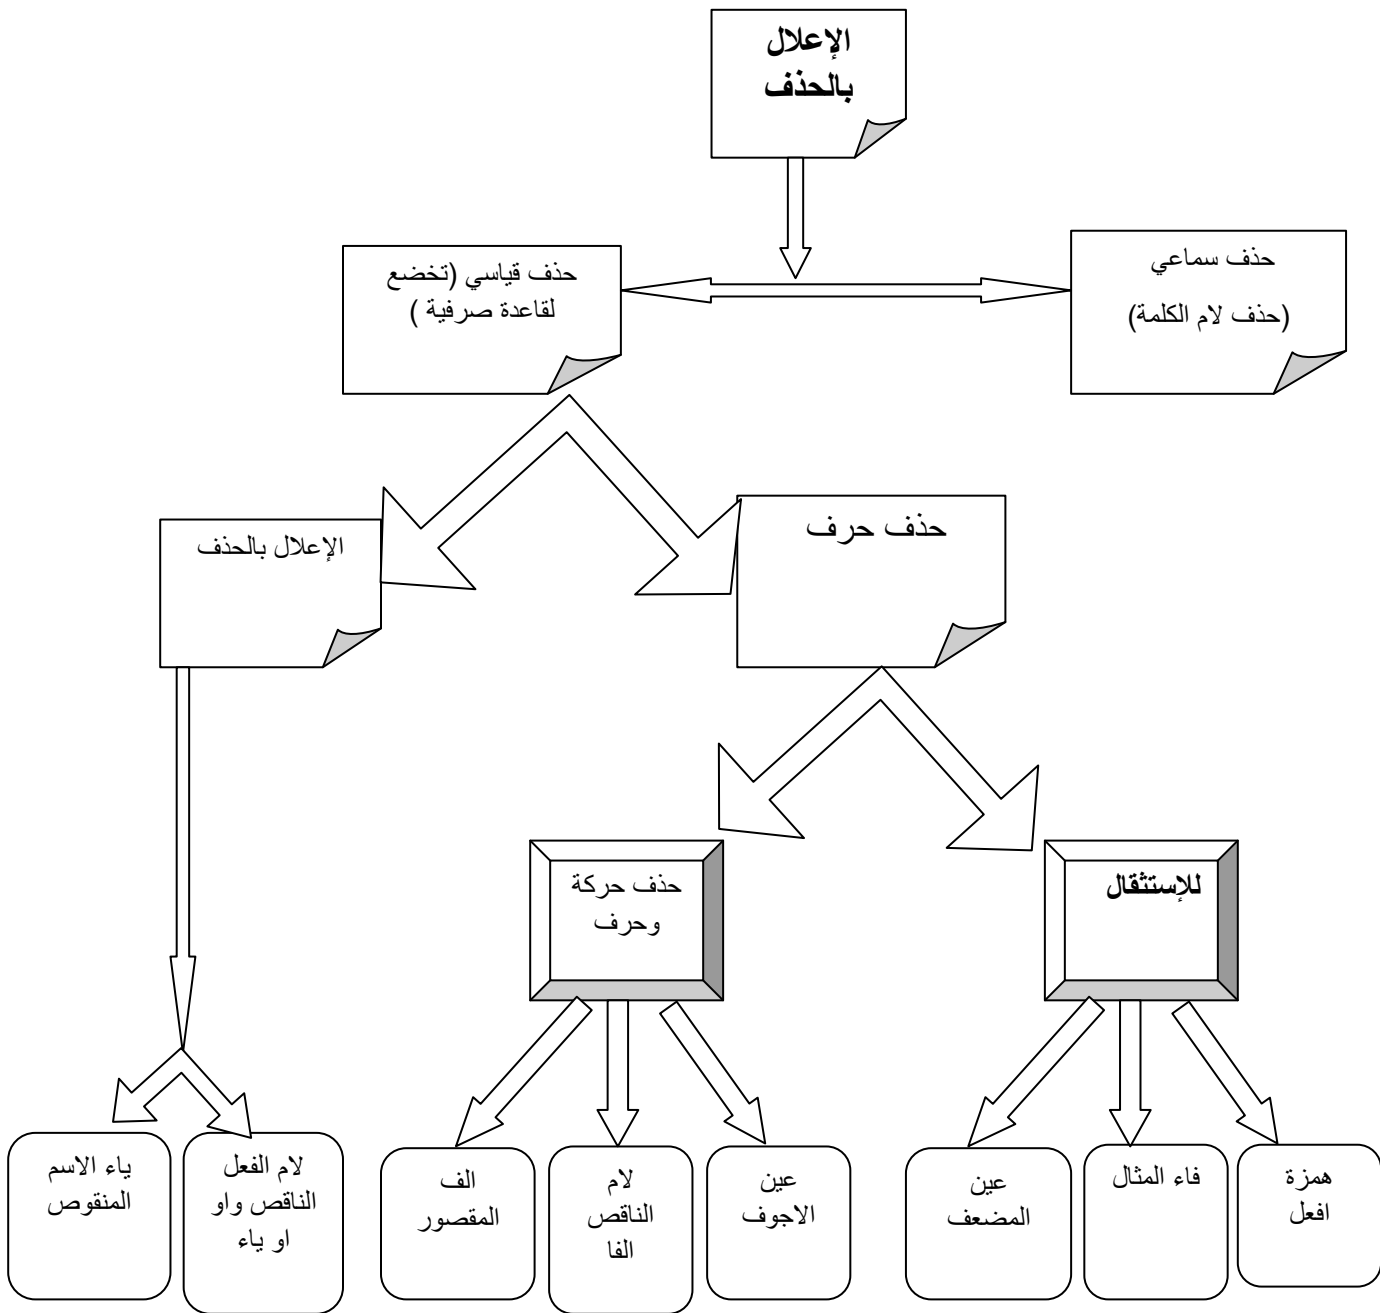 الإعلال
بالحذف
حذف سماعي
(حذف لام الكلمة)
حذف قياسي (تخضع
لقاعدة صرفية )
حذف حرف
الإعلال بالحذف
للإستثقال
حذف حركة
وحرف
همزة
افعل
فاء المثال
عين
المضعف
عين
الاجوف
لام
الناقص
الفا
الف
المقصور
لام الفعل
الناقص واو
او ياء
ياء الاسم
المنقوص